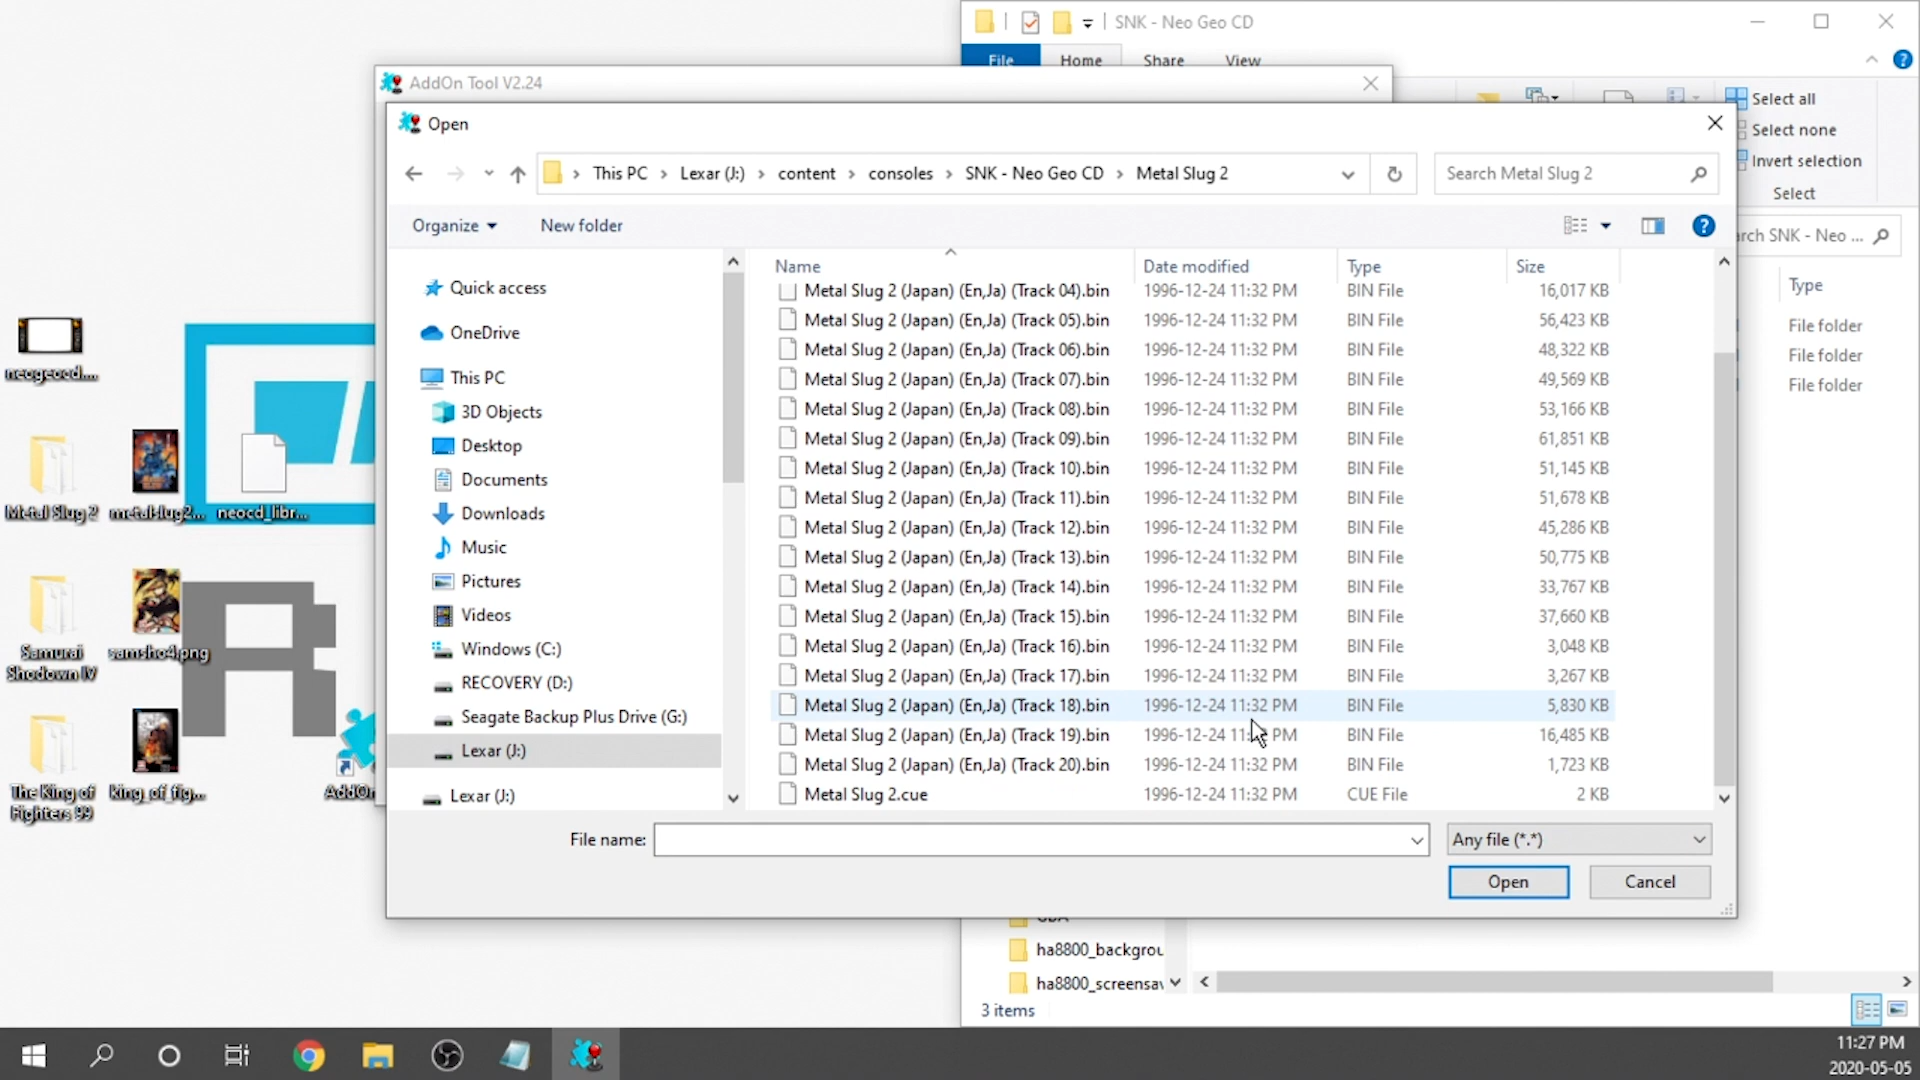 SNK - Neo Geo CD
File Home Share View
AddOn Tool V2.24
Select all
Select none
Invert selection
Select
Open
This PC > Lexar (J:) > content > consoles > SNK - Neo Geo CD > Metal Slug 2
Search Metal Slug 2
Organize
New folder
arch SNK - Neo ...
Type
File folder
File folder
File folder
Quick access
OneDrive
This PC
3D Objects
Desktop
Documents
Downloads
Music
Pictures
Videos
Windows (C:)
RECOVERY (D:)
Seagate Backup Plus Drive (G:)
Lexar (J:)
Lexar (J:)
Name Date modified Type Size
Metal Slug 2 (Japan) (En,Ja) (Track 04).bin 1996-12-24 11:32 PM BIN File 16,017 KB
Metal Slug 2 (Japan) (En,Ja) (Track 05).bin 1996-12-24 11:32 PM BIN File 56,423 KB
Metal Slug 2 (Japan) (En,Ja) (Track 06).bin 1996-12-24 11:32 PM BIN File 48,322 KB
Metal Slug 2 (Japan) (En,Ja) (Track 07).bin 1996-12-24 11:32 PM BIN File 49,569 KB
Metal Slug 2 (Japan) (En,Ja) (Track 08).bin 1996-12-24 11:32 PM BIN File 53,166 KB
Metal Slug 2 (Japan) (En,Ja) (Track 09).bin 1996-12-24 11:32 PM BIN File 61,851 KB
Metal Slug 2 (Japan) (En,Ja) (Track 10).bin 1996-12-24 11:32 PM BIN File 51,145 KB
Metal Slug 2 (Japan) (En,Ja) (Track 11).bin 1996-12-24 11:32 PM BIN File 51,678 KB
Metal Slug 2 (Japan) (En,Ja) (Track 12).bin 1996-12-24 11:32 PM BIN File 45,286 KB
Metal Slug 2 (Japan) (En,Ja) (Track 13).bin 1996-12-24 11:32 PM BIN File 50,775 KB
Metal Slug 2 (Japan) (En,Ja) (Track 14).bin 1996-12-24 11:32 PM BIN File 33,767 KB
Metal Slug 2 (Japan) (En,Ja) (Track 15).bin 1996-12-24 11:32 PM BIN File 37,660 KB
Metal Slug 2 (Japan) (En,Ja) (Track 16).bin 1996-12-24 11:32 PM BIN File 3,048 KB
Metal Slug 2 (Japan) (En,Ja) (Track 17).bin 1996-12-24 11:32 PM BIN File 3,267 KB
Metal Slug 2 (Japan) (En,Ja) (Track 18).bin 1996-12-24 11:32 PM BIN File 5,830 KB
Metal Slug 2 (Japan) (En,Ja) (Track 19).bin 1996-12-24 11:32 PM BIN File 16,485 KB
Metal Slug 2 (Japan) (En,Ja) (Track 20).bin 1996-12-24 11:32 PM BIN File 1,723 KB
Metal Slug 2.cue 1996-12-24 11:32 PM CUE File 2 KB
File name:
Any file (*.*)
Open
Cancel
neogeocd....
Metal Slug 2
metalslug2...
neocd_libr...
Samurai
Shodown IV
samsho4.png
The King of
Fighters 99
king_of_fig...
AddOn
ha8800_backgrou
ha8800_screensav
3 items
11:27 PM
2020-05-05